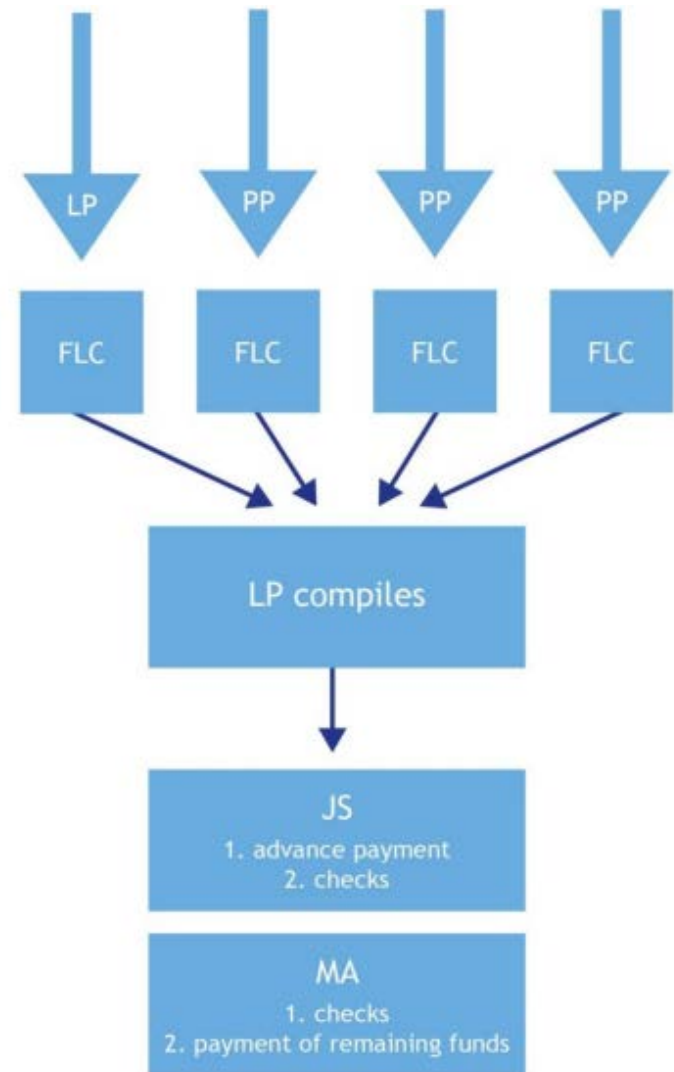 LP
PP
PP
PP
FLC
FLC
FLC
FLC
LP compiles
JS
1. advance payment
2. checks
MA
1. checks
2. payment of remaining funds